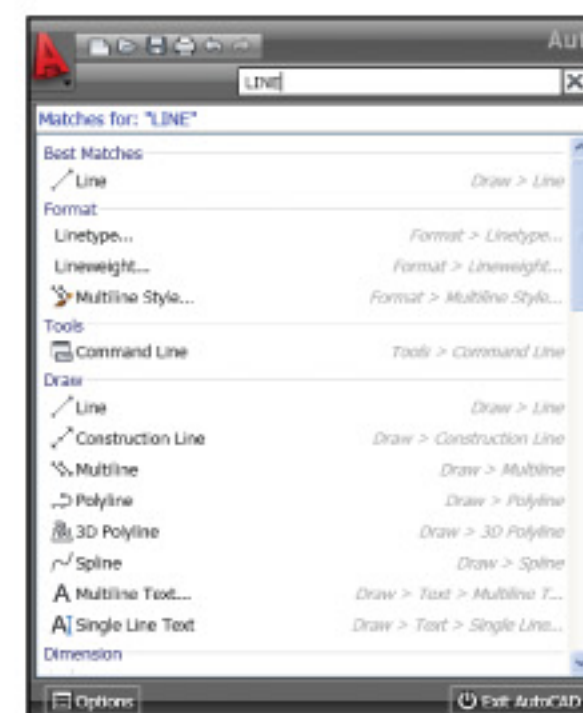 Aut
LINE
Matches for: "LINE"
Best Matches
Line Draw > Line
Format
Linetype... Format > Linetype...
Lineweight... Format > Lineweight...
Multiline Style... Format > Multiline Style...
Tools
Command Line Tools > Command Line
Draw
Line Draw > Line
Construction Line Draw > Construction Line
Multiline Draw > Multiline
Polyline Draw > Polyline
3D Polyline Draw > 3D Polyline
Spline Draw > Spline
Multiline Text... Draw > Text > Multiline T...
Single Line Text Draw > Text > Single Line...
Dimension
Options Exit AutoCAD